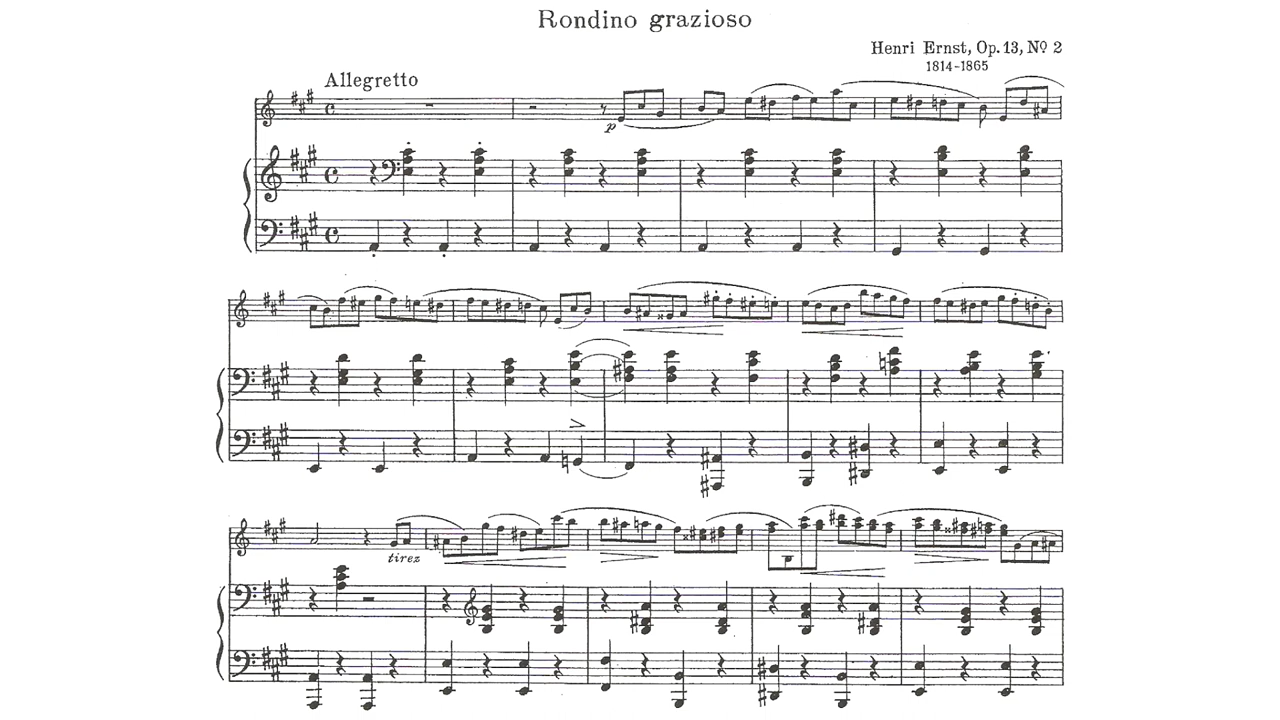 Rondino grazioso
Henri Ernst, Op. 13, Nº 2
1814-1865
Allegretto
p
tirez